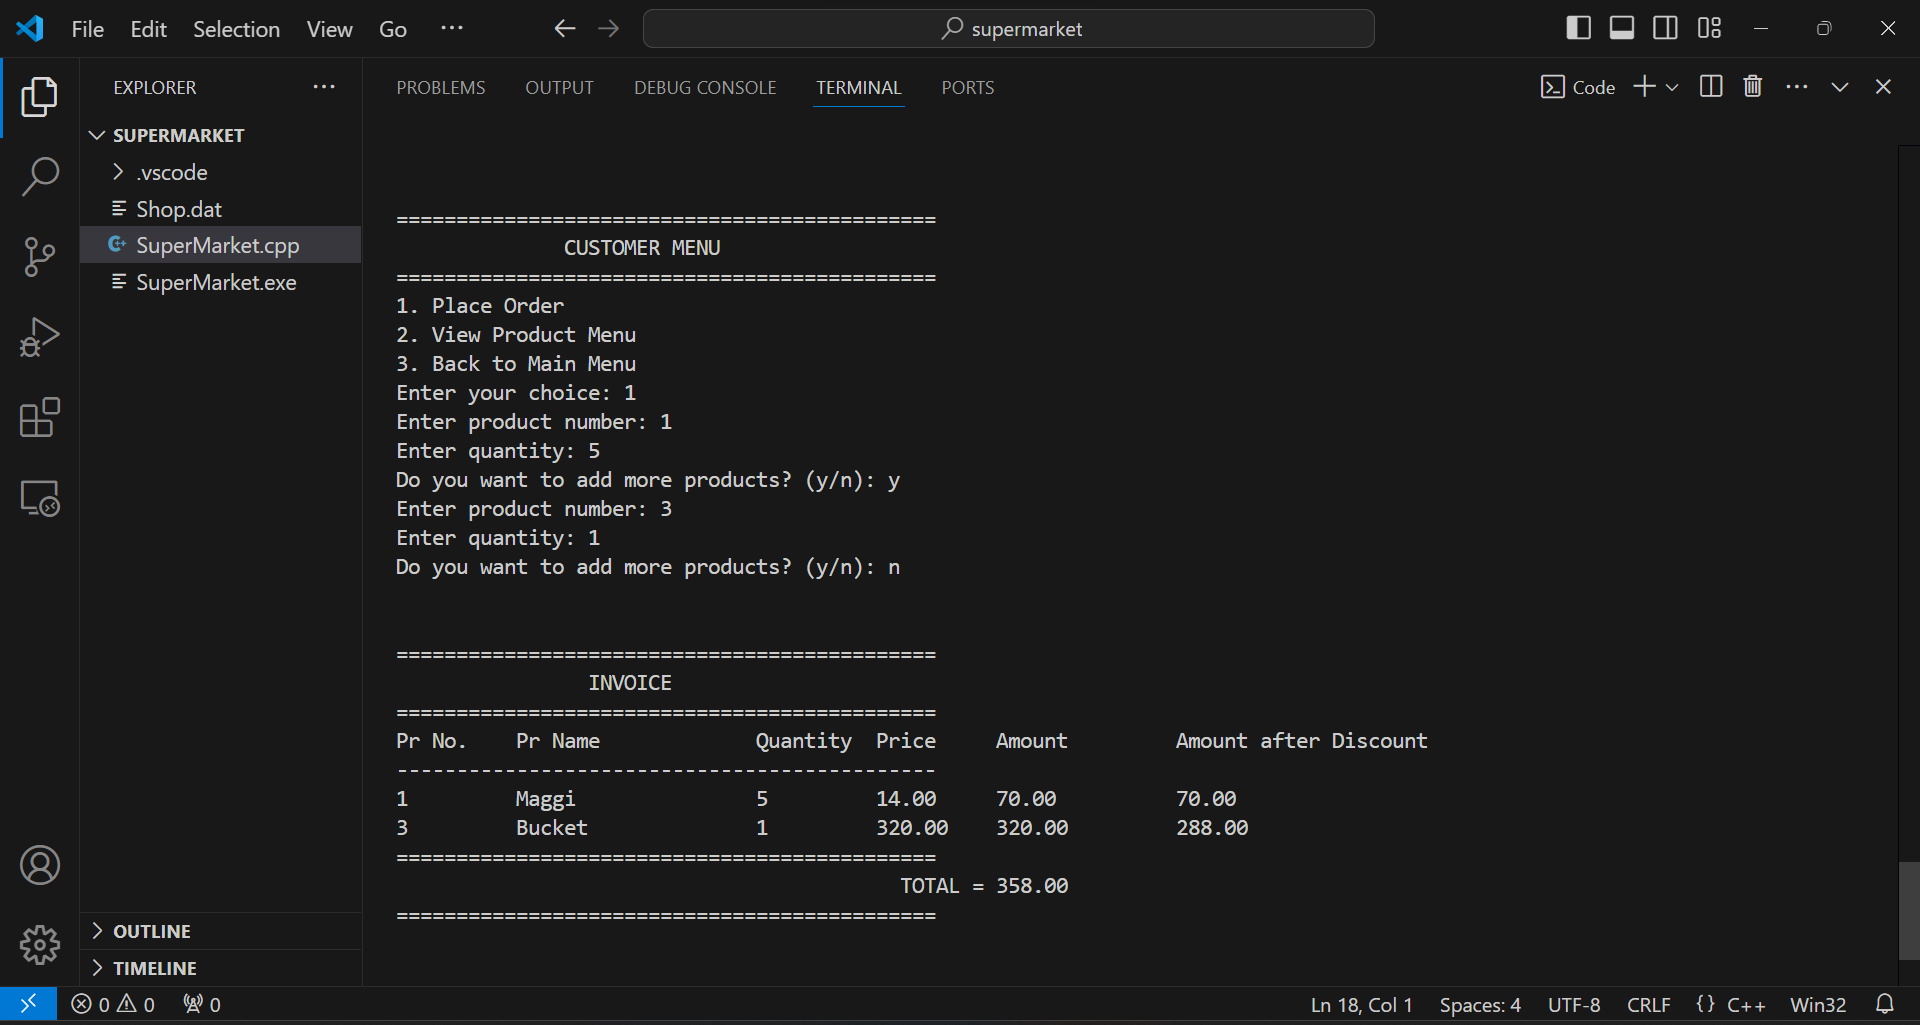 File Edit Selection View Go ··· supermarket
EXPLORER ··· PROBLEMS OUTPUT DEBUG CONSOLE TERMINAL PORTS Code
SUPERMARKET
.vscode
Shop.dat
SuperMarket.cpp
SuperMarket.exe
=============================================
CUSTOMER MENU
=============================================
1. Place Order
2. View Product Menu
3. Back to Main Menu
Enter your choice: 1
Enter product number: 1
Enter quantity: 5
Do you want to add more products? (y/n): y
Enter product number: 3
Enter quantity: 1
Do you want to add more products? (y/n): n
=============================================
INVOICE
=============================================
Pr No. Pr Name Quantity Price Amount Amount after Discount
---------------------------------------------
1 Maggi 5 14.00 70.00 70.00
3 Bucket 1 320.00 320.00 288.00
=============================================
TOTAL = 358.00
=============================================
OUTLINE
TIMELINE
0 0 0 Ln 18, Col 1 Spaces: 4 UTF-8 CRLF {} C++ Win32